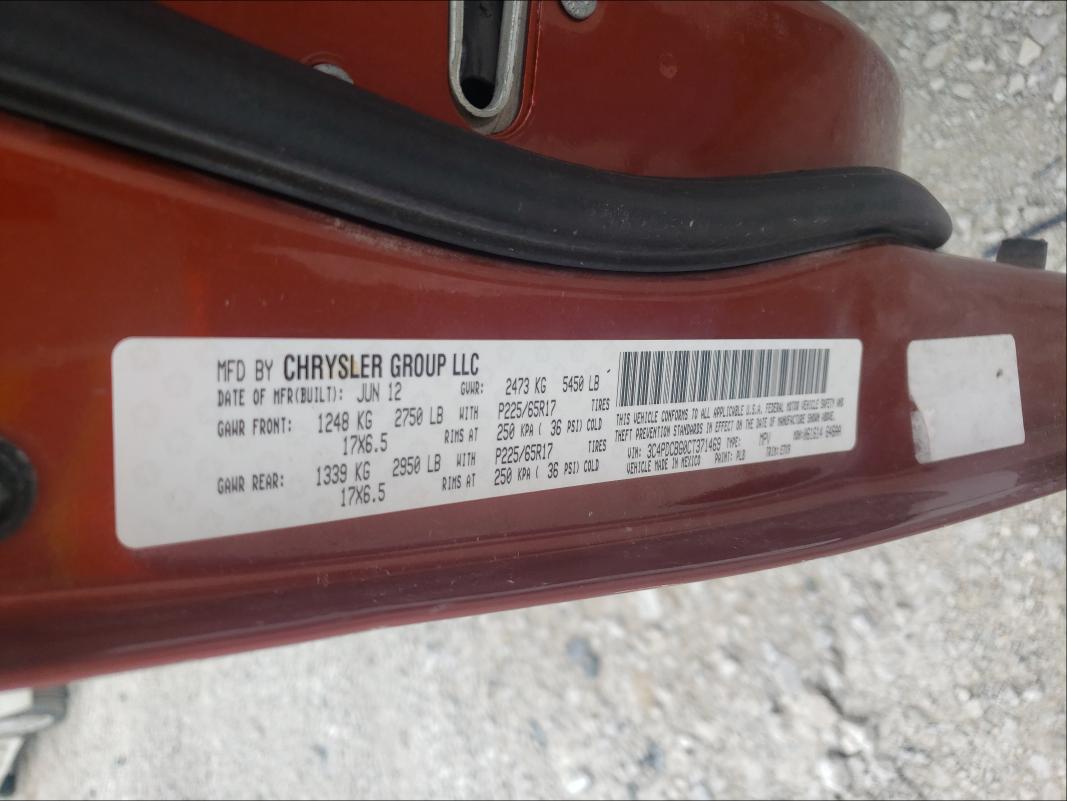 MFD BY CHRYSLER GROUP LLC
DATE OF MFR(BUILT): JUN 12 GVWR: 2473 KG 5450 LB
GAWR FRONT: 1248 KG 2750 LB WITH P225/65R17 TIRES
17X6.5 RIMS AT 250 KPA ( 36 PSI) COLD
GAWR REAR: 1339 KG 2950 LB WITH P225/65R17 TIRES
17X6.5 RIMS AT 250 KPA ( 36 PSI) COLD
THIS VEHICLE CONFORMS TO ALL APPLICABLE U.S.A. FEDERAL MOTOR VEHICLE SAFETY AND
THEFT PREVENTION STANDARDS IN EFFECT ON THE DATE OF MANUFACTURE SHOWN ABOVE.
VIN: 3C4PDCBG0CT371469 TYPE: MPV MDH:061614
VEHICLE MADE IN MEXICO PAINT: TRIM: